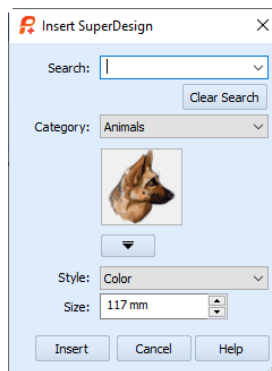 Insert SuperDesign
Search:
Clear Search
Category: Animals
Style: Color
Size: 117 mm
Insert Cancel Help